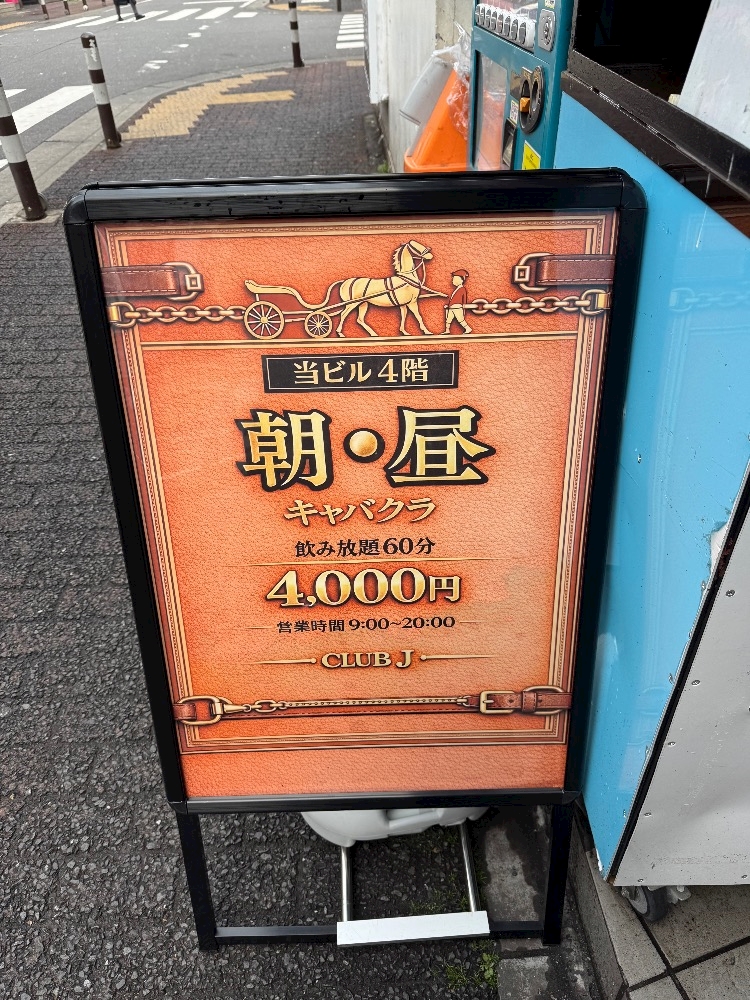 当ビル4階
朝・昼
キャバクラ
飲み放題60分
4,000円
営業時間9:00~20:00
CLUB J